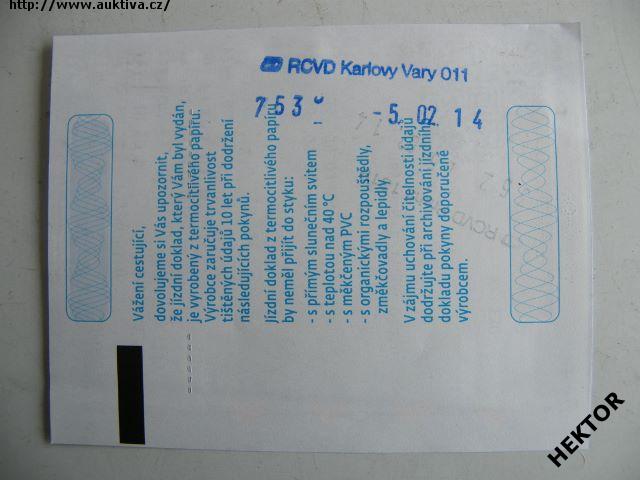 http://www.auktiva.cz/
RCVD Karlovy Vary 011
753
-5. 02 14
Vážení cestující,
dovolujeme si Vás upozornit,
že jízdní doklad, který Vám byl vydán,
je vyroben z termocitlivého papíru.
Výrobce zaručuje trvanlivost
tištěných údajů 10 let při dodržení
následujících pokynů.
Jízdní doklad z termocitlivého papíru
by neměl přijít do styku:
- s přímým slunečním svitem
- s teplotou nad 40 °C
- s měkčeným PVC
- s organickými rozpouštědly,
změkčovadly a lepidly.
V zájmu uchování čitelnosti údajů
dodržujte při archivování jízdního
dokladu pokyny doporučené
výrobcem.
RCVD
HEKTOR